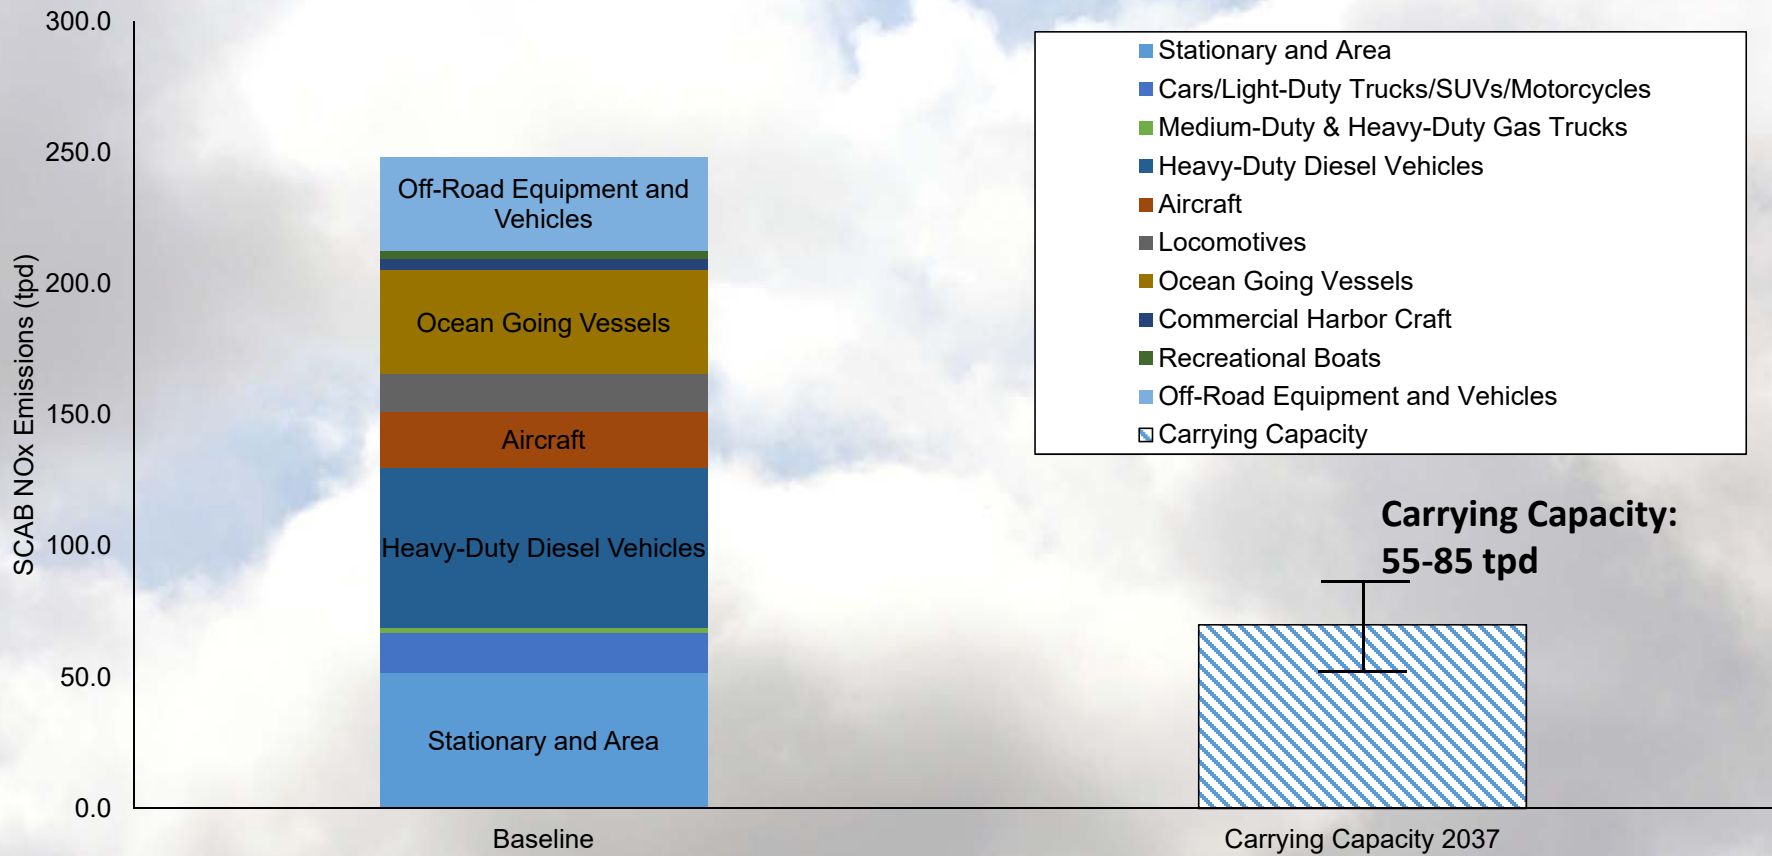 300.0
250.0
200.0
150.0
100.0
50.0
0.0
SCAB NOx Emissions (tpd)
Off-Road Equipment and
Vehicles
Ocean Going Vessels
Aircraft
Heavy-Duty Diesel Vehicles
Stationary and Area
Baseline
Stationary and Area
Cars/Light-Duty Trucks/SUVs/Motorcycles
Medium-Duty & Heavy-Duty Gas Trucks
Heavy-Duty Diesel Vehicles
Aircraft
Locomotives
Ocean Going Vessels
Commercial Harbor Craft
Recreational Boats
Off-Road Equipment and Vehicles
Carrying Capacity
Carrying Capacity:
55-85 tpd
Carrying Capacity 2037